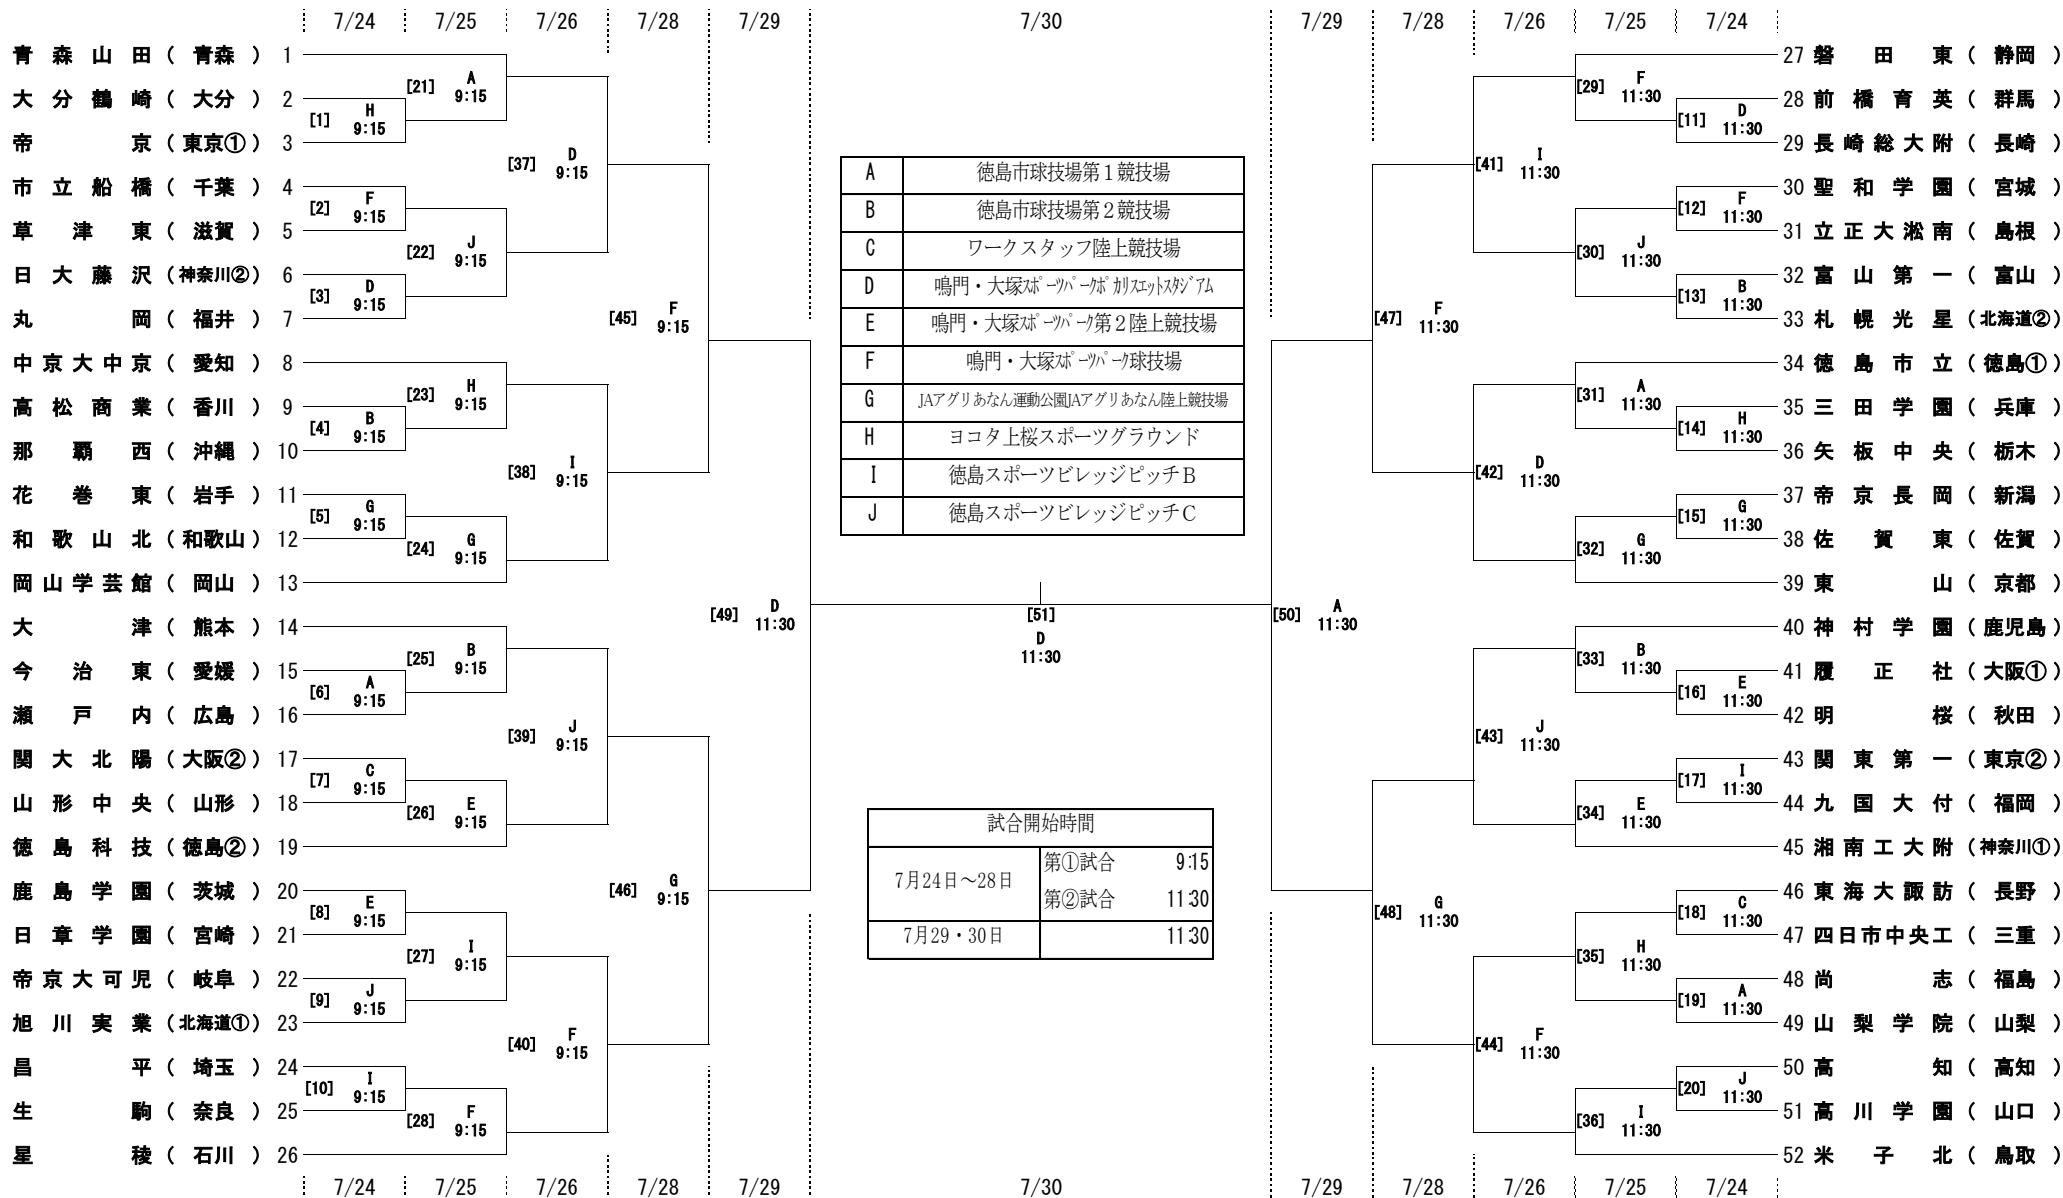 7/24 7/25 7/26 7/28 7/29 7/30 7/29 7/28 7/26 7/25 7/24
青森山田(青森) 1
大分鶴崎(大分) 2
帝京(東京①) 3
市立船橋(千葉) 4
草津東(滋賀) 5
日大藤沢(神奈川②) 6
丸岡(福井) 7
中京大中京(愛知) 8
高松商業(香川) 9
那覇西(沖縄) 10
花巻東(岩手) 11
和歌山北(和歌山) 12
岡山学芸館(岡山) 13
大津(熊本) 14
今治東(愛媛) 15
瀬戸内(広島) 16
関大北陽(大阪②) 17
山形中央(山形) 18
徳島科技(徳島②) 19
鹿島学園(茨城) 20
日章学園(宮崎) 21
帝京大可児(岐阜) 22
旭川実業(北海道①) 23
昌平(埼玉) 24
生駒(奈良) 25
星稜(石川) 26
[1] H 9:15
[2] F 9:15
[3] D 9:15
[4] B 9:15
[5] G 9:15
[6] A 9:15
[7] C 9:15
[8] E 9:15
[9] J 9:15
[10] I 9:15
[21] A 9:15
[22] J 9:15
[23] H 9:15
[24] G 9:15
[25] B 9:15
[26] E 9:15
[27] I 9:15
[28] F 9:15
[37] D 9:15
[38] I 9:15
[39] J 9:15
[40] F 9:15
[45] F 9:15
[46] G 9:15
[49] D 11:30
A 徳島市球技場第1競技場
B 徳島市球技場第2競技場
C ワークスタッフ陸上競技場
D 鳴門・大塚ｽﾎﾟｰﾂﾊﾟｰｸﾎﾟｶﾘｽｴｯﾄｽﾀｼﾞｱﾑ
E 鳴門・大塚ｽﾎﾟｰﾂﾊﾟｰｸ第2陸上競技場
F 鳴門・大塚ｽﾎﾟｰﾂﾊﾟｰｸ球技場
G JAアグリあなん運動公園JAアグリあなん陸上競技場
H ヨコタ上桜スポーツグラウンド
I 徳島スポーツビレッジピッチB
J 徳島スポーツビレッジピッチC
[51]
D
11:30
試合開始時間
7月24日～28日 第①試合 9:15
第②試合 11:30
7月29・30日 11:30
[50] A 11:30
[47] F 11:30
[48] G 11:30
[41] I 11:30
[42] D 11:30
[43] J 11:30
[44] F 11:30
[29] F 11:30
[30] J 11:30
[31] A 11:30
[32] G 11:30
[33] B 11:30
[34] E 11:30
[35] H 11:30
[36] I 11:30
[11] D 11:30
[12] F 11:30
[13] B 11:30
[14] H 11:30
[15] G 11:30
[16] E 11:30
[17] I 11:30
[18] C 11:30
[19] A 11:30
[20] J 11:30
27 磐田東(静岡)
28 前橋育英(群馬)
29 長崎総大附(長崎)
30 聖和学園(宮城)
31 立正大淞南(島根)
32 富山第一(富山)
33 札幌光星(北海道②)
34 徳島市立(徳島①)
35 三田学園(兵庫)
36 矢板中央(栃木)
37 帝京長岡(新潟)
38 佐賀東(佐賀)
39 東山(京都)
40 神村学園(鹿児島)
41 履正社(大阪①)
42 明桜(秋田)
43 関東第一(東京②)
44 九国大付(福岡)
45 湘南工大附(神奈川①)
46 東海大諏訪(長野)
47 四日市中央工(三重)
48 尚志(福島)
49 山梨学院(山梨)
50 高知(高知)
51 高川学園(山口)
52 米子北(鳥取)
7/24 7/25 7/26 7/28 7/29 7/30 7/29 7/28 7/26 7/25 7/24